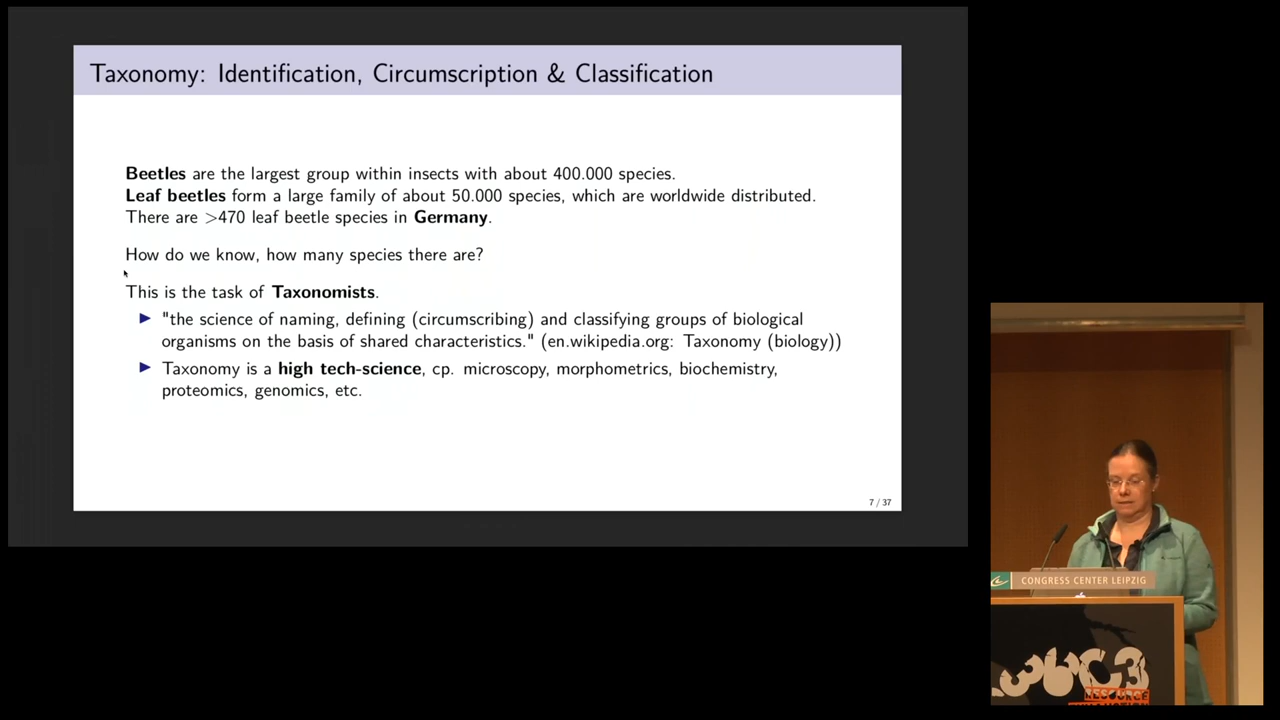 Taxonomy: Identification, Circumscription & Classification
Beetles are the largest group within insects with about 400.000 species.
Leaf beetles form a large family of about 50.000 species, which are worldwide distributed.
There are >470 leaf beetle species in Germany.
How do we know, how many species there are?
This is the task of Taxonomists.
"the science of naming, defining (circumscribing) and classifying groups of biological
organisms on the basis of shared characteristics." (en.wikipedia.org: Taxonomy (biology))
Taxonomy is a high tech-science, cp. microscopy, morphometrics, biochemistry,
proteomics, genomics, etc.
7 / 37
CONGRESS CENTER LEIPZIG
36C3
RESOURCE